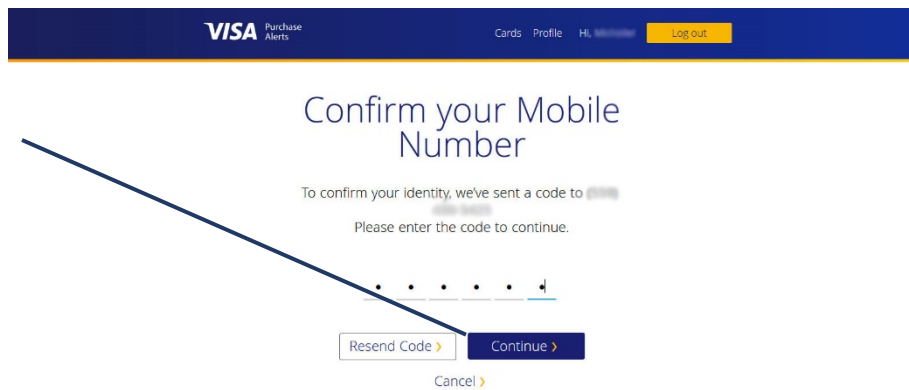 VISA Purchase Alerts
Cards Profile Hi, Log out
Confirm your Mobile
Number
To confirm your identity, we've sent a code to
Please enter the code to continue.
Resend Code > Continue >
Cancel >